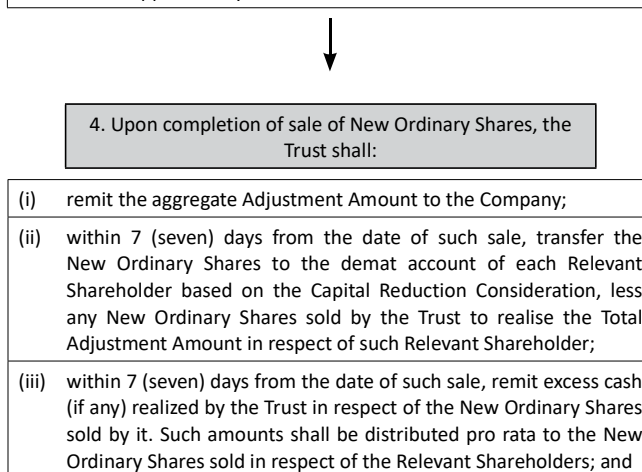 4. Upon completion of sale of New Ordinary Shares, the
Trust shall:
(i) remit the aggregate Adjustment Amount to the Company;
(ii) within 7 (seven) days from the date of such sale, transfer the
New Ordinary Shares to the demat account of each Relevant
Shareholder based on the Capital Reduction Consideration, less
any New Ordinary Shares sold by the Trust to realise the Total
Adjustment Amount in respect of such Relevant Shareholder;
(iii) within 7 (seven) days from the date of such sale, remit excess cash
(if any) realized by the Trust in respect of the New Ordinary Shares
sold by it. Such amounts shall be distributed pro rata to the New
Ordinary Shares sold in respect of the Relevant Shareholders; and